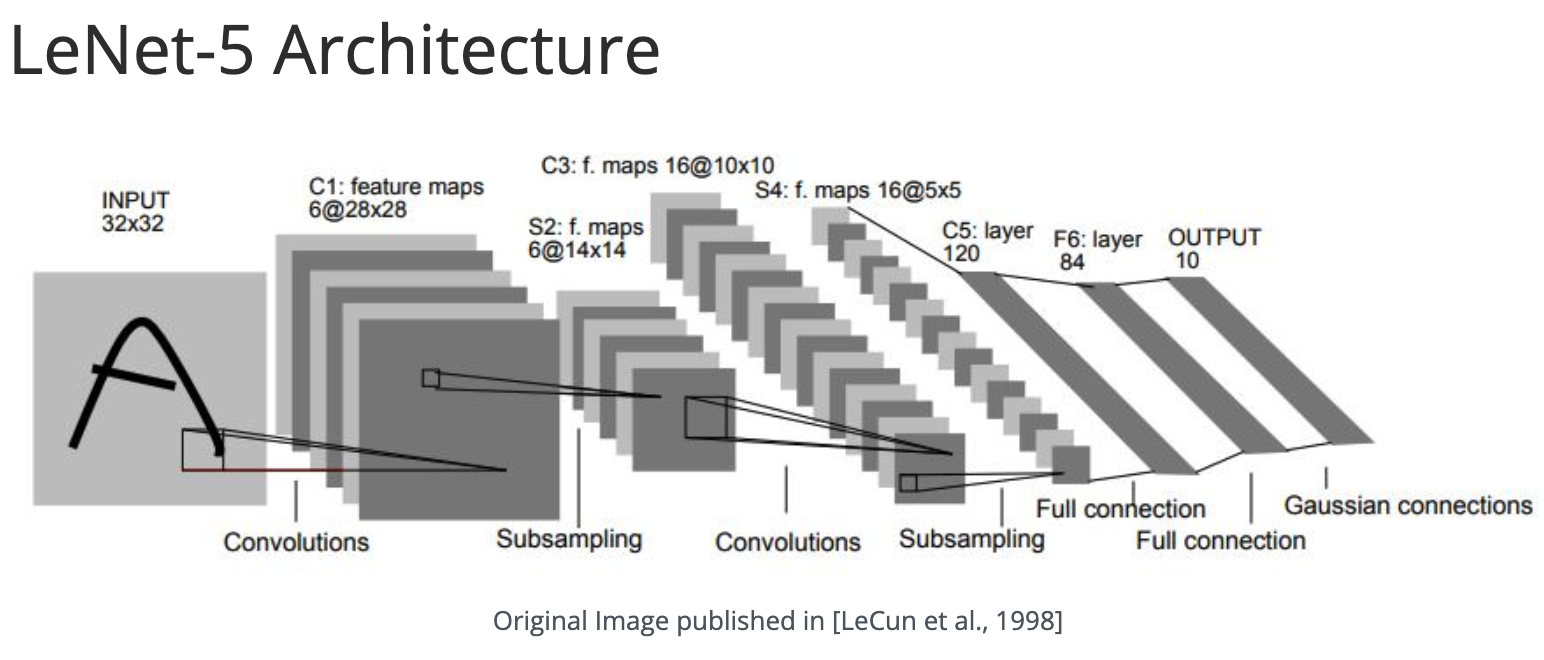 LeNet-5 Architecture
INPUT
32x32
C1: feature maps
6@28x28
S2: f. maps
6@14x14
C3: f. maps 16@10x10
S4: f. maps 16@5x5
C5: layer
120
F6: layer
84
OUTPUT
10
Convolutions
Subsampling
Convolutions
Subsampling
Full connection
Full connection
Gaussian connections
Original Image published in [LeCun et al., 1998]